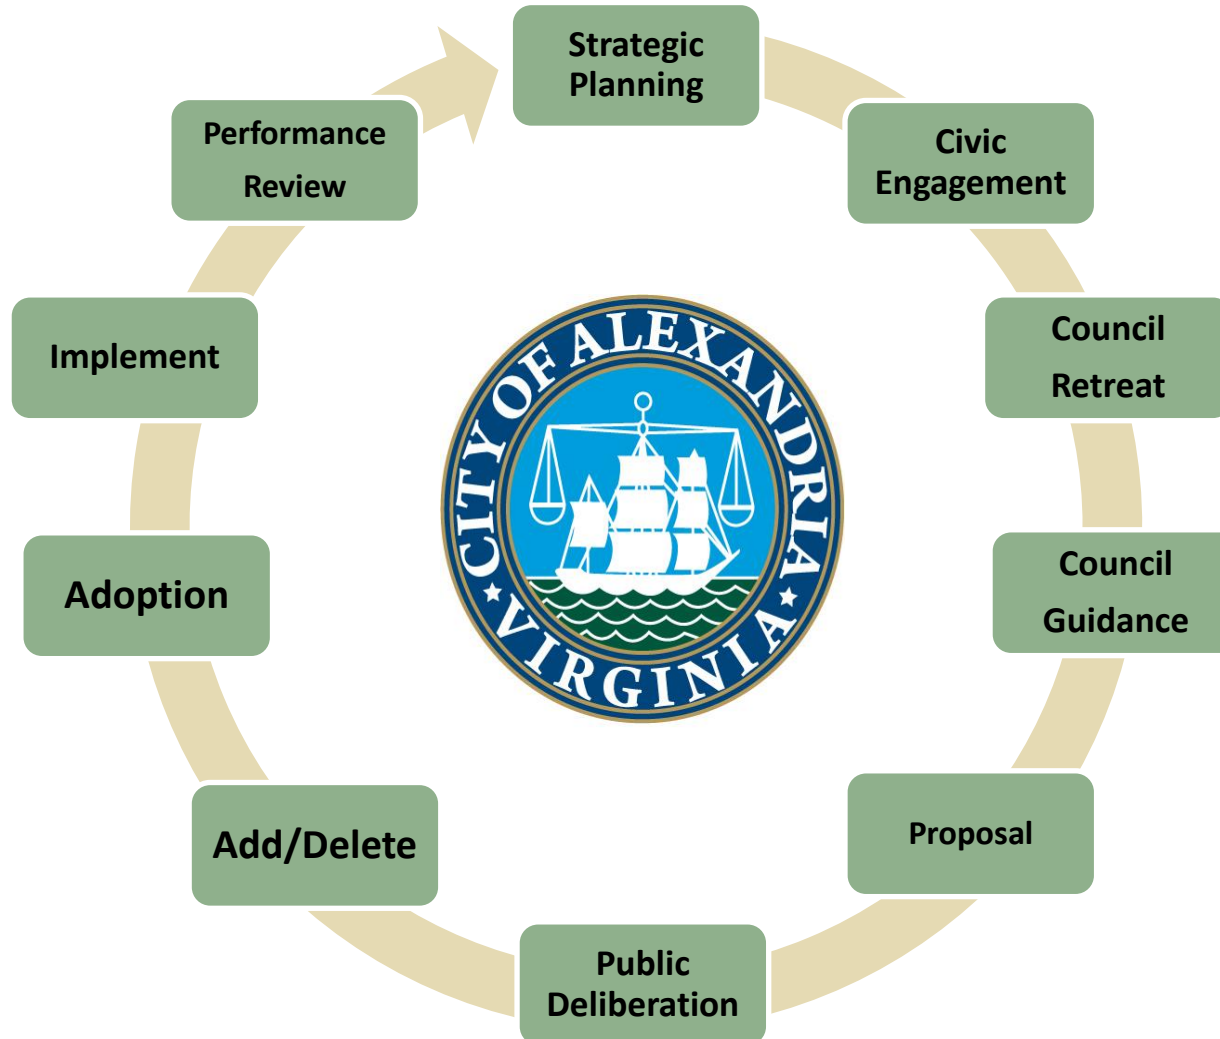 Strategic
Planning
Civic
Engagement
Council
Retreat
Council
Guidance
Proposal
Public
Deliberation
Add/Delete
Adoption
Implement
Performance
Review
CITY OF ALEXANDRIA
VIRGINIA